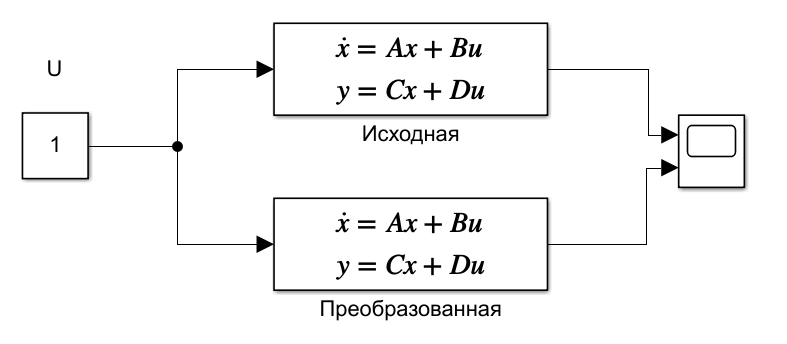 U
1
ẋ = Ax + Bu
y = Cx + Du
Исходная
ẋ = Ax + Bu
y = Cx + Du
Преобразованная